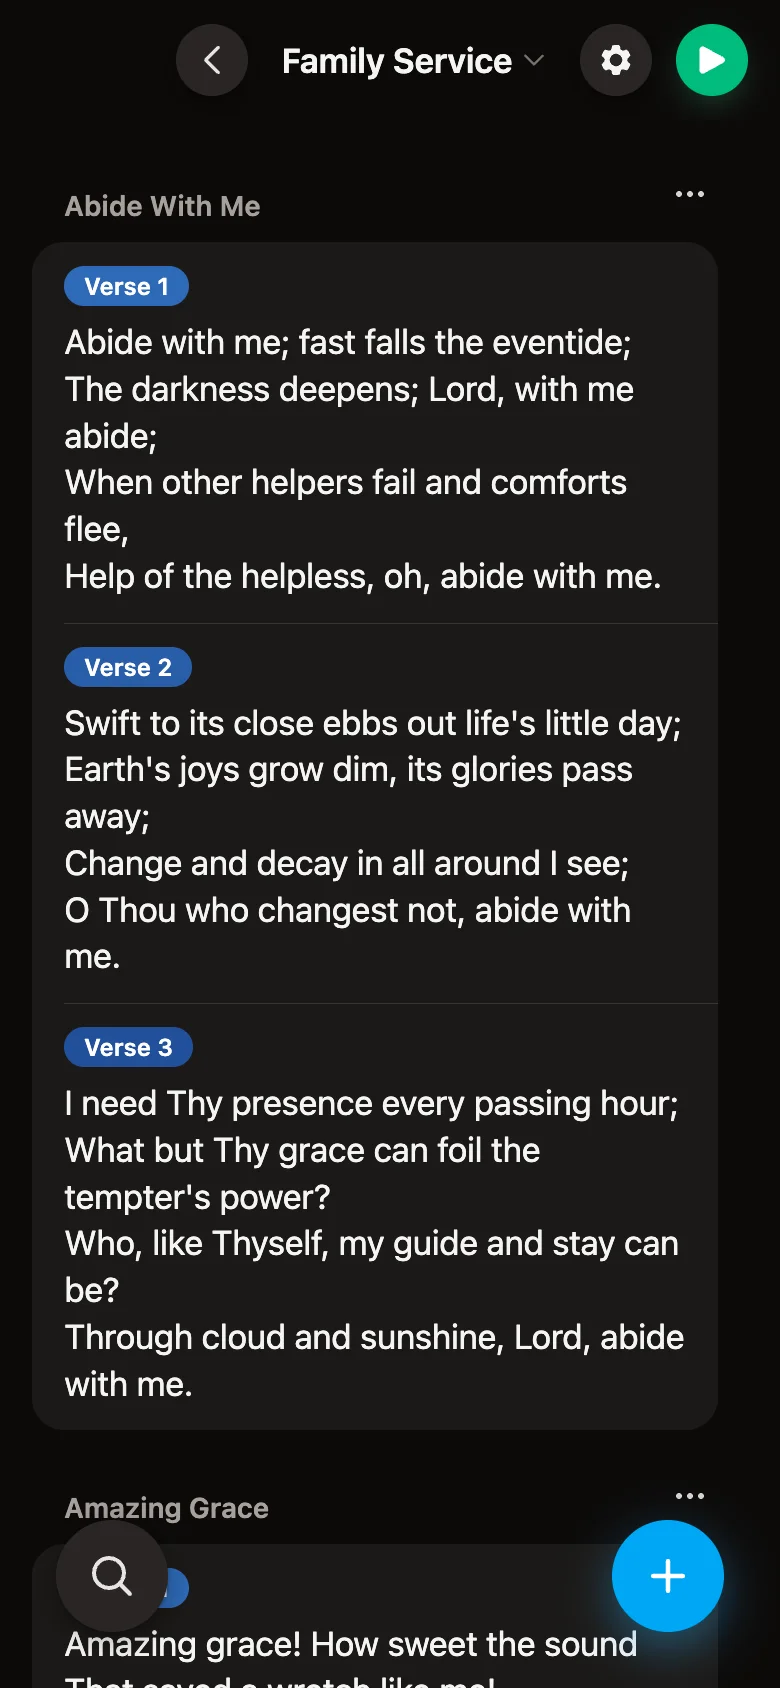 Family Service
Abide With Me
Verse 1
Abide with me; fast falls the eventide;
The darkness deepens; Lord, with me
abide;
When other helpers fail and comforts
flee,
Help of the helpless, oh, abide with me.
Verse 2
Swift to its close ebbs out life's little day;
Earth's joys grow dim, its glories pass
away;
Change and decay in all around I see;
O Thou who changest not, abide with
me.
Verse 3
I need Thy presence every passing hour;
What but Thy grace can foil the
tempter's power?
Who, like Thyself, my guide and stay can
be?
Through cloud and sunshine, Lord, abide
with me.
Amazing Grace
Amazing grace! How sweet the sound
That saved a wretch like me!